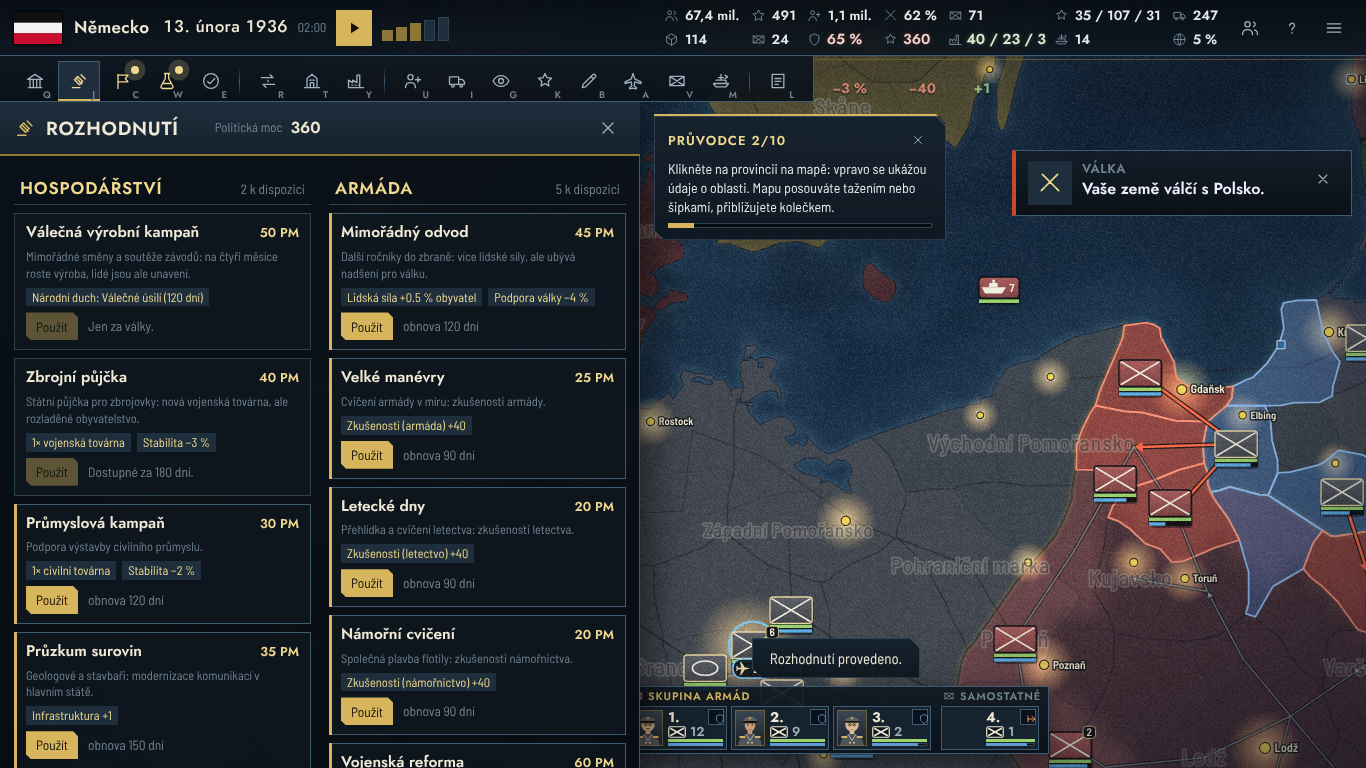 Německo
13. února 1936
02:00
67,4 mil.
491
1,1 mil.
62 %
71
35 / 107 / 31
247
114
24
65 %
360
40 / 23 / 3
14
5 %
Q
I
C
W
E
R
T
Y
U
I
G
K
B
A
V
M
L
−3 %
−40
+1
Skåne
ROZHODNUTÍ
Politická moc 360
HOSPODÁŘSTVÍ
2 k dispozici
Válečná výrobní kampaň
50 PM
Mimořádné směny a soutěže závodů: na čtyři měsíce
roste výroba, lidé jsou ale unavení.
Národní duch: Válečné úsilí (120 dní)
Použít
Jen za války.
Zbrojní půjčka
40 PM
Státní půjčka pro zbrojovky: nová vojenská továrna, ale
rozladěné obyvatelstvo.
1× vojenská továrna
Stabilita −3 %
Použít
Dostupné za 180 dní.
Průmyslová kampaň
30 PM
Podpora výstavby civilního průmyslu.
1× civilní továrna
Stabilita −2 %
Použít
obnova 120 dní
Průzkum surovin
35 PM
Geologové a stavbaři: modernizace komunikací v
hlavním státě.
Infrastruktura +1
Použít
obnova 150 dní
ARMÁDA
5 k dispozici
Mimořádný odvod
45 PM
Další ročníky do zbraně: více lidské síly, ale ubývá
nadšení pro válku.
Lidská síla +0.5 % obyvatel
Podpora války −4 %
Použít
obnova 120 dní
Velké manévry
25 PM
Cvičení armády v míru: zkušenosti armády.
Zkušenosti (armáda) +40
Použít
obnova 90 dní
Letecké dny
20 PM
Přehlídka a cvičení letectva: zkušenosti letectva.
Zkušenosti (letectvo) +40
Použít
obnova 90 dní
Námořní cvičení
20 PM
Společná plavba flotily: zkušenosti námořnictva.
Zkušenosti (námořnictvo) +40
Použít
obnova 90 dní
Vojenská reforma
60 PM
PRŮVODCE 2/10
Klikněte na provincii na mapě: vpravo se ukážou
údaje o oblasti. Mapu posouváte tažením nebo
šipkami, přibližujete kolečkem.
VÁLKA
Vaše země válčí s Polsko.
7
Gdaňsk
Elbing
Rostock
Východní Pomořansko
Západní Pomořansko
Pohraniční marka
Kujavsko
Toruň
Poznaň
6
Rozhodnutí provedeno.
SKUPINA ARMÁD
SAMOSTATNÉ
1.
12
2.
9
3.
2
4.
1
2
Lodž
Lodž